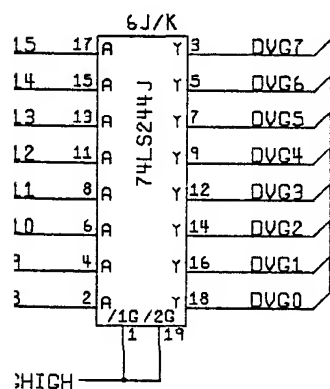 6J/K
L5 17 A Y 3 DVG7
L4 15 A Y 5 DVG6
L3 13 A Y 7 DVG5
L2 11 A Y 9 DVG4
L1 8 A Y 12 DVG3
L0 6 A Y 14 DVG2
4 A Y 16 DVG1
2 A Y 18 DVG0
74LS244J
/1G /2G
1 19
GHIGH